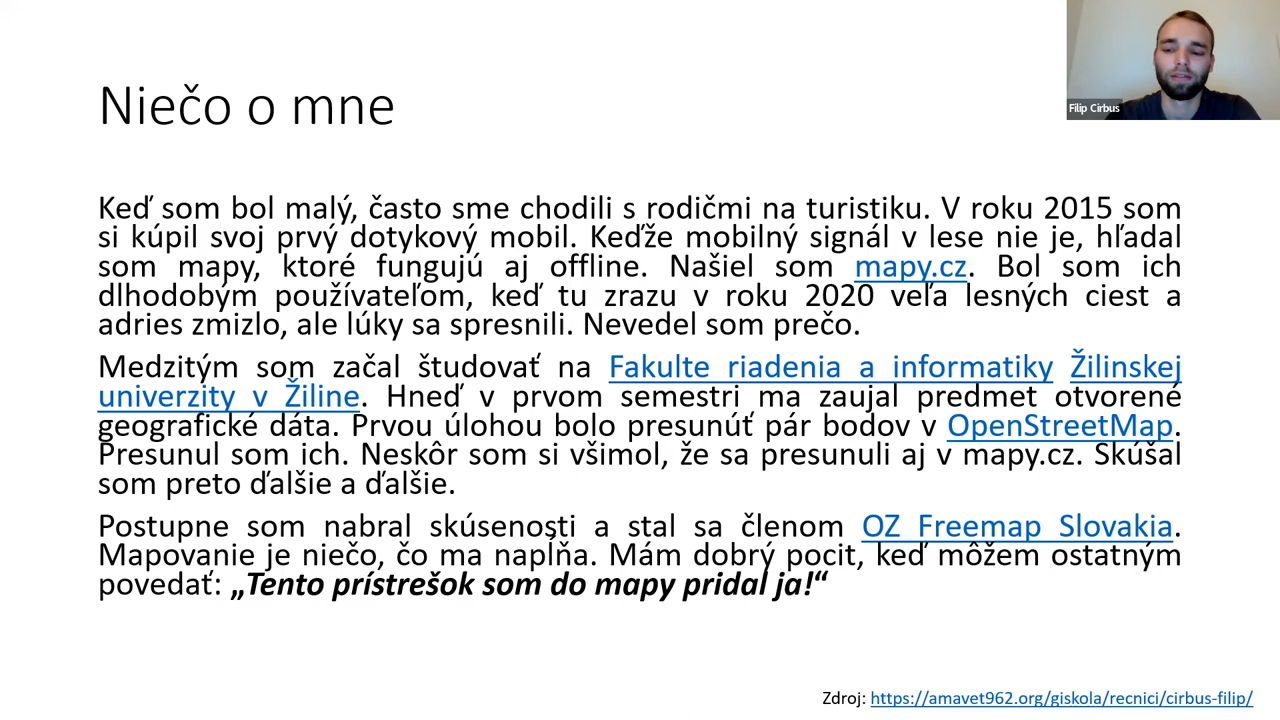 Filip Cirbus
Niečo o mne
Keď som bol malý, často sme chodili s rodičmi na turistiku. V roku 2015 som
si kúpil svoj prvý dotykový mobil. Keďže mobilný signál v lese nie je, hľadal
som mapy, ktoré fungujú aj offline. Našiel som mapy.cz. Bol som ich
dlhodobým používateľom, keď tu zrazu v roku 2020 veľa lesných ciest a
adries zmizlo, ale lúky sa spresnili. Nevedel som prečo.
Medzitým som začal študovať na Fakulte riadenia a informatiky Žilinskej
univerzity v Žiline. Hneď v prvom semestri ma zaujal predmet otvorené
geografické dáta. Prvou úlohou bolo presunúť pár bodov v OpenStreetMap.
Presunul som ich. Neskôr som si všimol, že sa presunuli aj v mapy.cz. Skúšal
som preto ďalšie a ďalšie.
Postupne som nabral skúsenosti a stal sa členom OZ Freemap Slovakia.
Mapovanie je niečo, čo ma napĺňa. Mám dobrý pocit, keď môžem ostatným
povedať: „Tento prístrešok som do mapy pridal ja!“
Zdroj: https://amavet962.org/giskola/recnici/cirbus-filip/